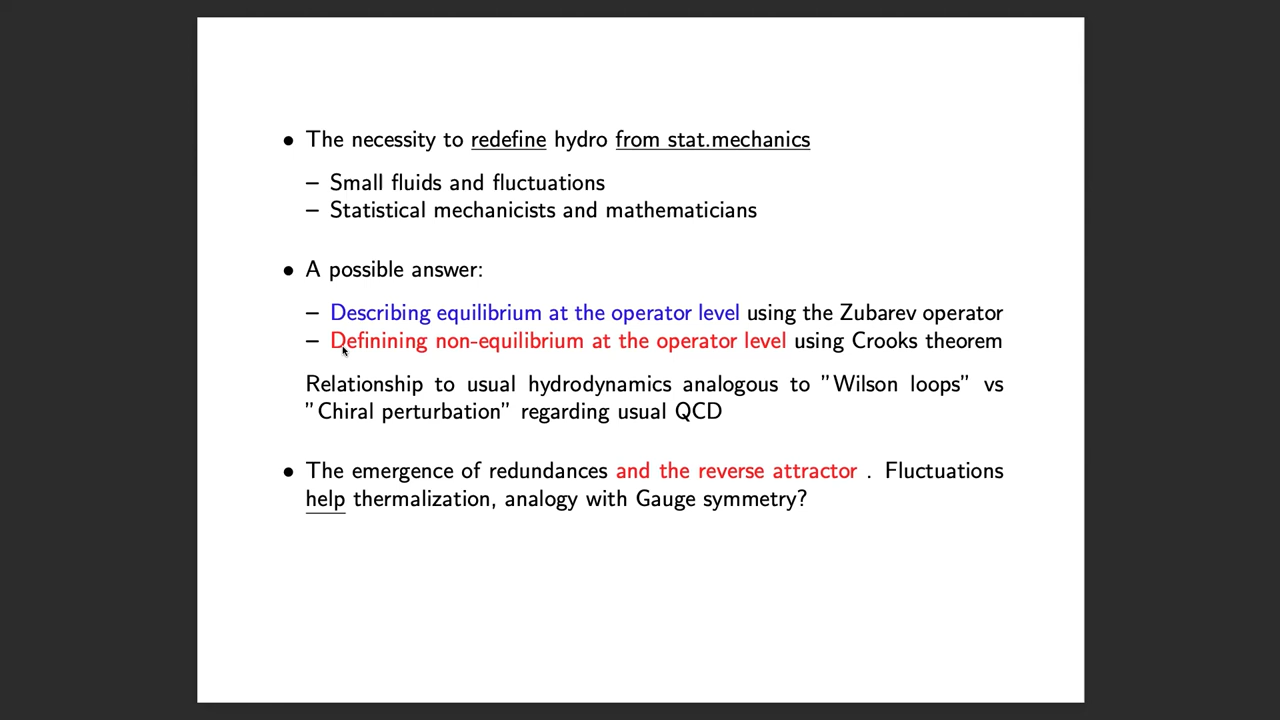 • The necessity to redefine hydro from stat.mechanics
– Small fluids and fluctuations
– Statistical mechanicists and mathematicians
• A possible answer:
– Describing equilibrium at the operator level using the Zubarev operator
– Definining non-equilibrium at the operator level using Crooks theorem
Relationship to usual hydrodynamics analogous to ”Wilson loops” vs
”Chiral perturbation” regarding usual QCD
• The emergence of redundances and the reverse attractor . Fluctuations
help thermalization, analogy with Gauge symmetry?